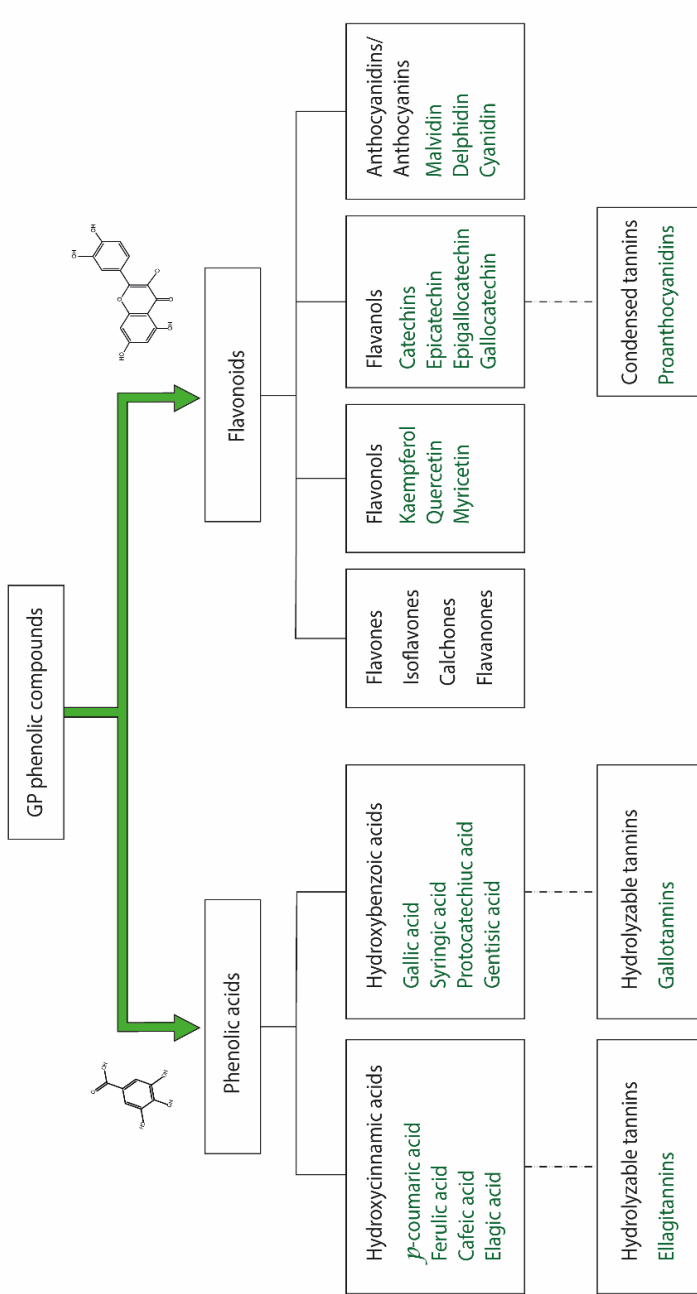 GP phenolic compounds
Phenolic acids
Flavonoids
Hydroxycinnamic acids
p-coumaric acid
Ferulic acid
Cafeic acid
Elagic acid
Hydroxybenzoic acids
Gallic acid
Syringic acid
Protocatechiuc acid
Gentisic acid
Flavones
Isoflavones
Calchones
Flavanones
Flavonols
Kaempferol
Quercetin
Myricetin
Flavanols
Catechins
Epicatechin
Epigallocatechin
Gallocatechin
Anthocyanidins/
Anthocyanins
Malvidin
Delphidin
Cyanidin
Hydrolyzable tannins
Ellagitannins
Hydrolyzable tannins
Gallotannins
Condensed tannins
Proanthocyanidins